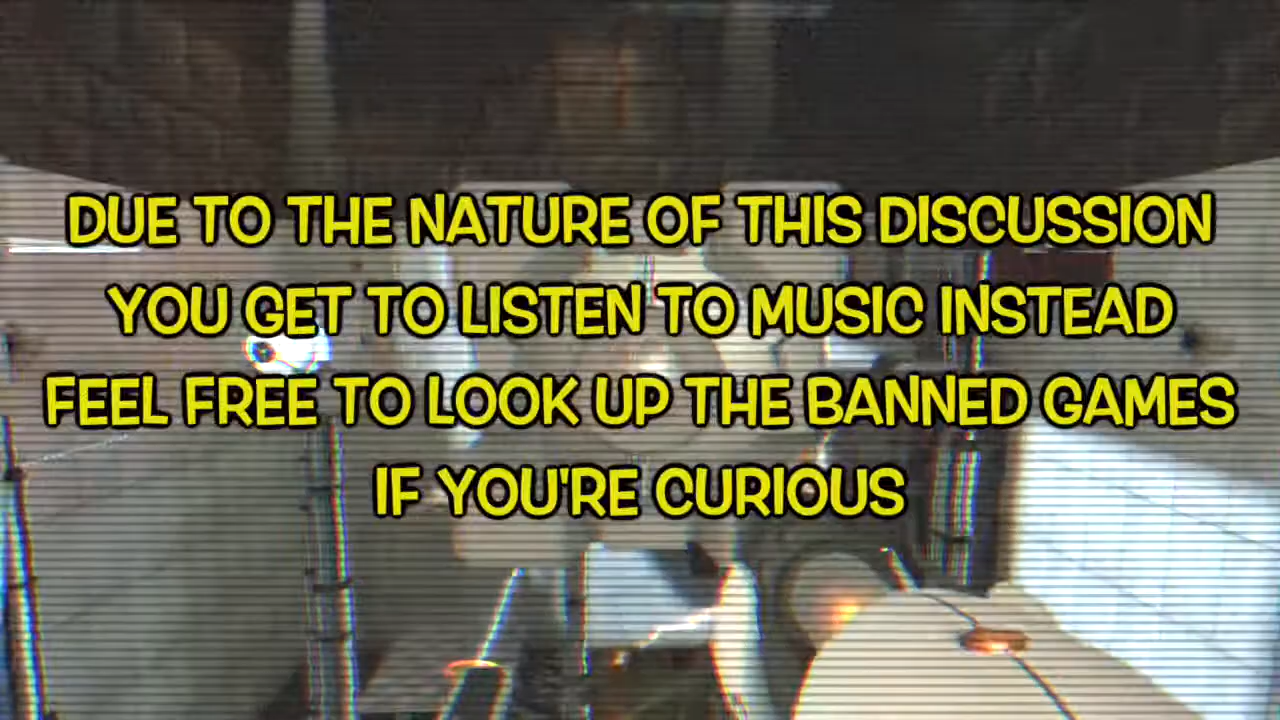 DUE TO THE NATURE OF THIS DISCUSSION
YOU GET TO LISTEN TO MUSIC INSTEAD
FEEL FREE TO LOOK UP THE BANNED GAMES
IF YOU'RE CURIOUS